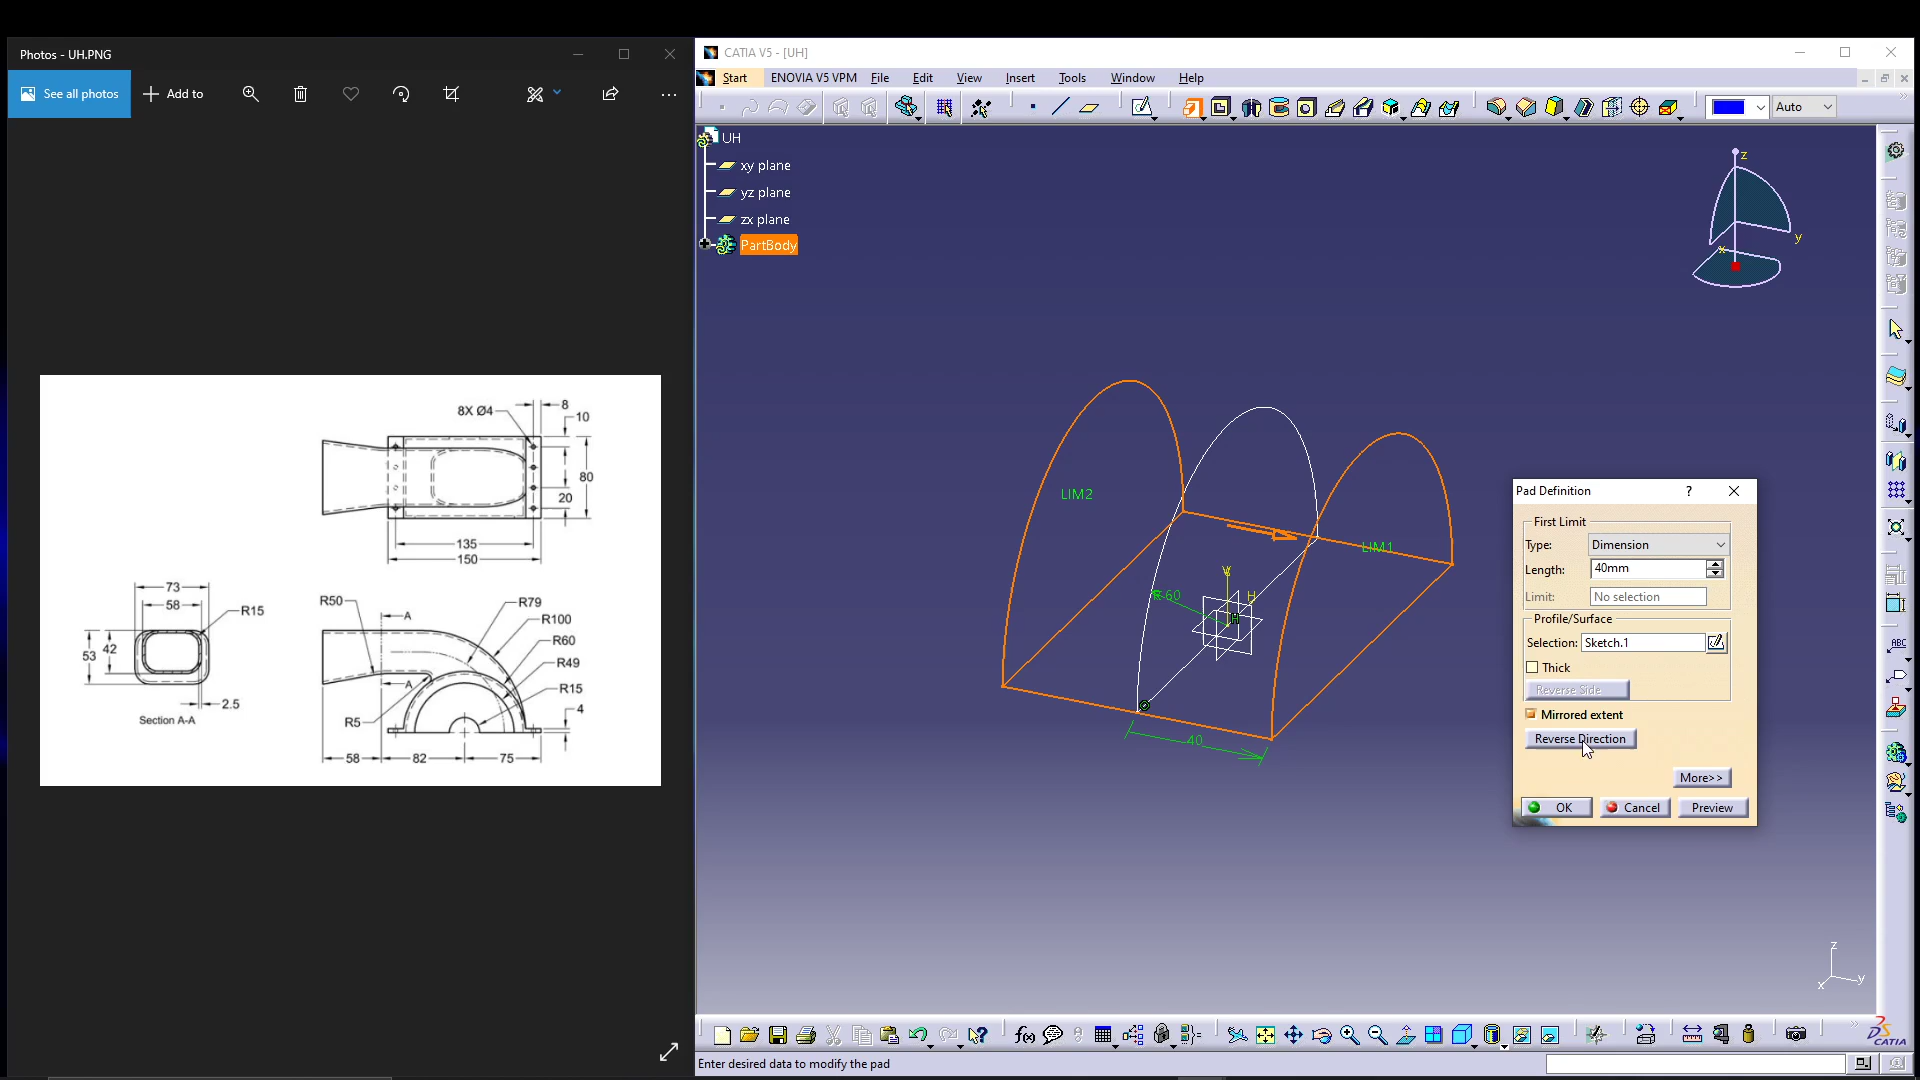 Photos - UH.PNG
See all photos
Add to
8X Ø4
8
10
80
20
135
150
73
58
R15
53
42
2.5
Section A-A
R50
A
R79
R100
R60
R49
R15
4
A
R5
58
82
75
CATIA V5 - [UH]
Start
ENOVIA V5 VPM
File
Edit
View
Insert
Tools
Window
Help
Auto
UH
xy plane
yz plane
zx plane
PartBody
z
y
x
LIM2
LIM1
R 60
V
H
H
40
Pad Definition
?
First Limit
Type:
Dimension
Length:
40mm
Limit:
No selection
Profile/Surface
Selection:
Sketch.1
Thick
Reverse Side
Mirrored extent
Reverse Direction
More>>
OK
Cancel
Preview
ABC
z
y
x
f(x)
CATIA
Enter desired data to modify the pad